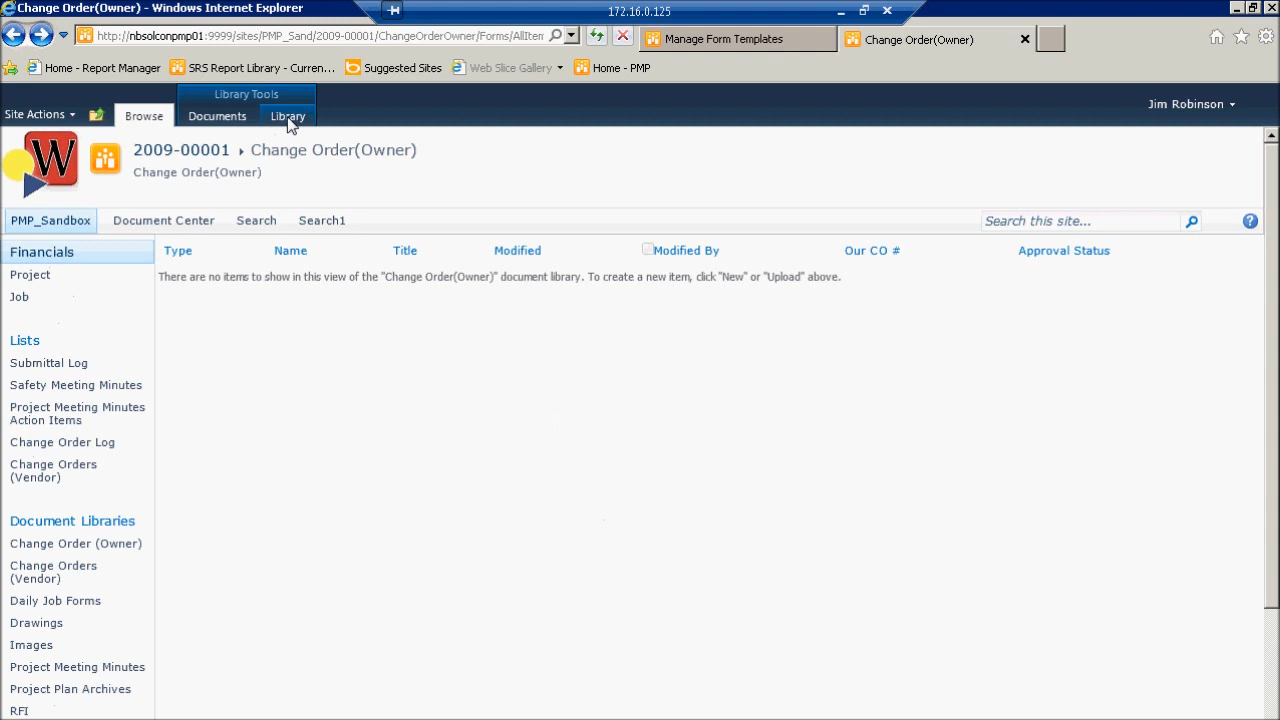 Change Order(Owner) - Windows Internet Explorer
172.16.0.125
http://nbsolconpmp01:9999/sites/PMP_Sand/2009-00001/ChangeOrderOwner/Forms/AllItem
Manage Form Templates
Change Order(Owner)
Home - Report Manager
SRS Report Library - Curren...
Suggested Sites
Web Slice Gallery
Home - PMP
Library Tools
Site Actions
Browse
Documents
Library
Jim Robinson
W
2009-00001
Change Order(Owner)
Change Order(Owner)
PMP_Sandbox
Document Center
Search
Search1
Search this site...
Financials
Project
Job
Lists
Submittal Log
Safety Meeting Minutes
Project Meeting Minutes
Action Items
Change Order Log
Change Orders
(Vendor)
Document Libraries
Change Order (Owner)
Change Orders
(Vendor)
Daily Job Forms
Drawings
Images
Project Meeting Minutes
Project Plan Archives
RFI
Type
Name
Title
Modified
Modified By
Our CO #
Approval Status
There are no items to show in this view of the "Change Order(Owner)" document library. To create a new item, click "New" or "Upload" above.